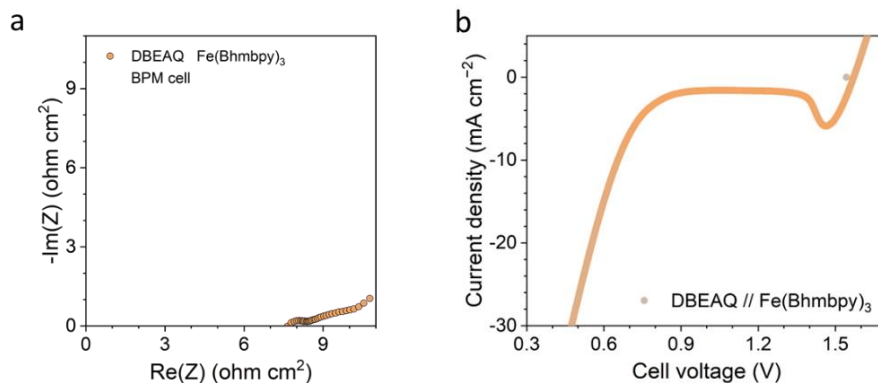 a
DBEAQ Fe(Bhmbpy)₃
BPM cell
-Im(Z) (ohm cm²)
11
9
6
3
0
0 3 6 9
Re(Z) (ohm cm²)
b
Current density (mA cm⁻²)
0
-10
-20
-30
DBEAQ // Fe(Bhmbpy)₃
0.3 0.6 0.9 1.2 1.5
Cell voltage (V)